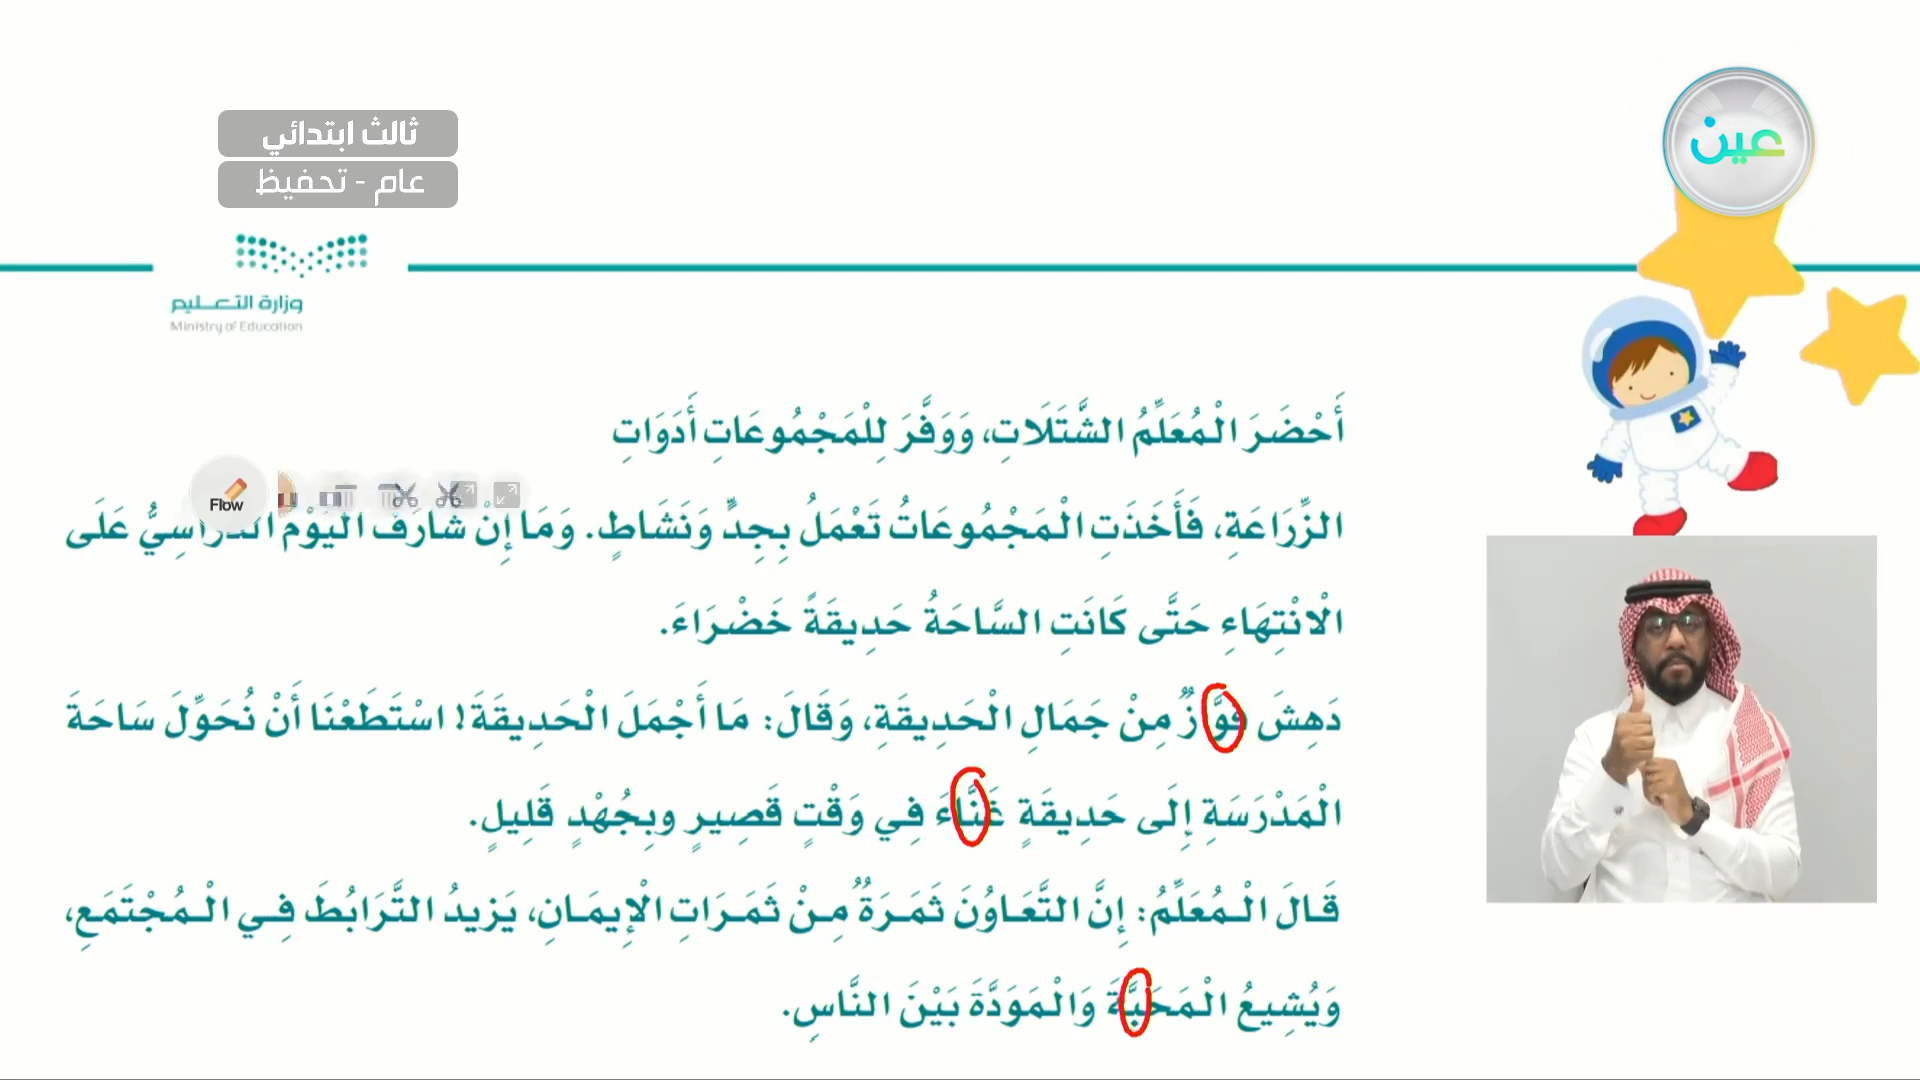 عين
ثالث ابتدائي
عام - تحفيظ
وزارة التعليم
Ministry of Education
أَحْضَرَ الْمُعَلِّمُ الشَّتَلَاتِ، وَوَفَّرَ لِلْمَجْمُوعَاتِ أَدَوَاتِ
Flow
الزِّرَاعَةِ، فَأَخَذَتِ الْمَجْمُوعَاتُ تَعْمَلُ بِجِدٍّ وَنَشَاطٍ. وَمَا إِنْ شَارَفَ الْيَوْمُ الدِّرَاسِيُّ عَلَى
الْانْتِهَاءِ حَتَّى كَانَتِ السَّاحَةُ حَدِيقَةً خَضْرَاءَ.
دَهِشَ فَوَّازٌ مِنْ جَمَالِ الْحَدِيقَةِ، وَقَالَ: مَا أَجْمَلَ الْحَدِيقَةَ! اسْتَطَعْنَا أَنْ نُحَوِّلَ سَاحَةَ
الْمَدْرَسَةِ إِلَى حَدِيقَةٍ غَنَّاءَ فِي وَقْتٍ قَصِيرٍ وبِجُهْدٍ قَلِيلٍ.
قَالَ الْمُعَلِّمُ: إِنَّ التَّعَاوُنَ ثَمَرَةٌ مِنْ ثَمَرَاتِ الْإِيمَانِ، يَزِيدُ التَّرَابُطَ فِي الْمُجْتَمَعِ،
وَيُشِيعُ الْمَحَبَّةَ وَالْمَوَدَّةَ بَيْنَ النَّاسِ.